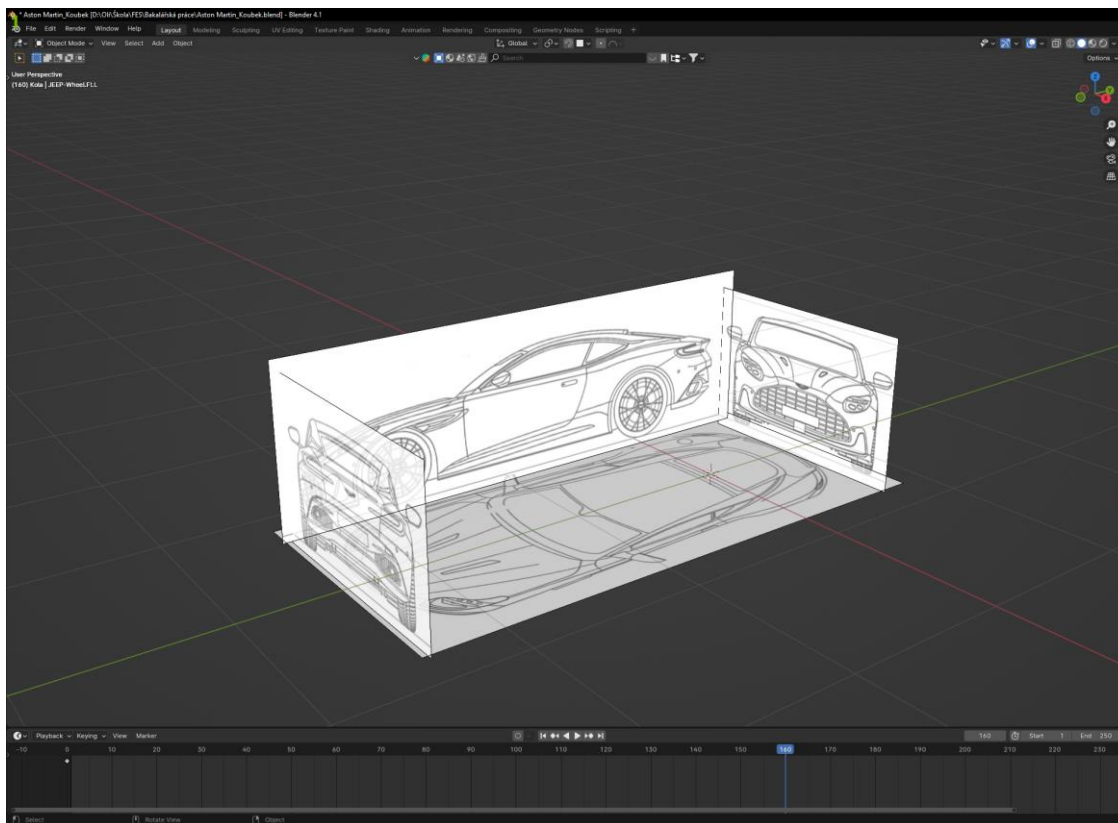 * Aston Martin_Koubek [D:\Oli\Škola\FES\Bakalářská práce\Aston Martin_Koubek.blend] - Blender 4.1
File Edit Render Window Help Layout Modeling Sculpting UV Editing Texture Paint Shading Animation Rendering Compositing Geometry Nodes Scripting +
Object Mode View Select Add Object Global
Search Options
User Perspective
(160) Kola | JEEP-Wheel.F.L.L
Z Y X
Playback Keying View Marker 160 Start 1 End 250
-10 0 10 20 30 40 50 60 70 80 90 100 110 120 130 140 150 160 170 180 190 200 210 220 230
Select Rotate View Object